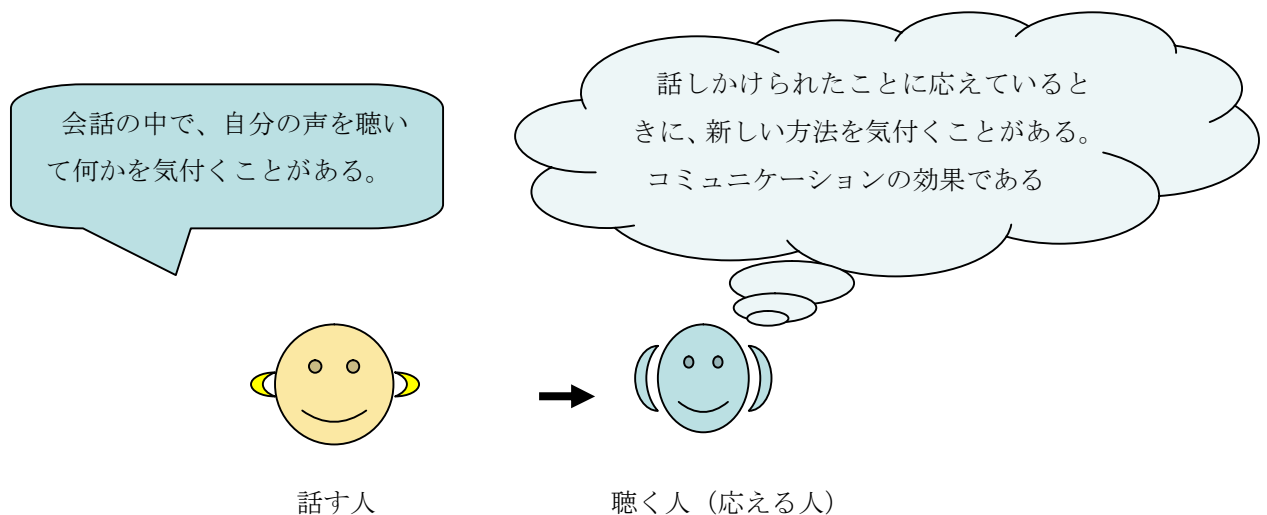 会話の中で、自分の声を聴い
て何かを気付くことがある。
話しかけられたことに応えていると
きに、新しい方法を気付くことがある。
コミュニケーションの効果である
話す人
聴く人（応える人）